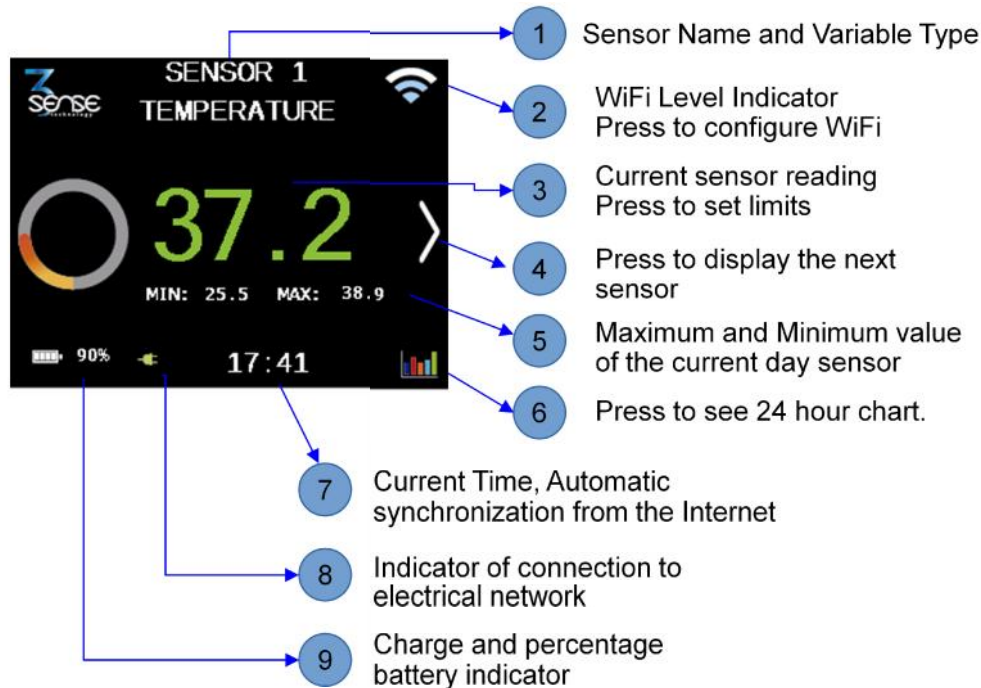 1 Sensor Name and Variable Type
3SENSE
technology
SENSOR 1
TEMPERATURE
2 WiFi Level Indicator
Press to configure WiFi
37.2
3 Current sensor reading
Press to set limits
4 Press to display the next
sensor
MIN: 25.5 MAX: 38.9
5 Maximum and Minimum value
of the current day sensor
90%
17:41
6 Press to see 24 hour chart.
7 Current Time, Automatic
synchronization from the Internet
8 Indicator of connection to
electrical network
9 Charge and percentage
battery indicator